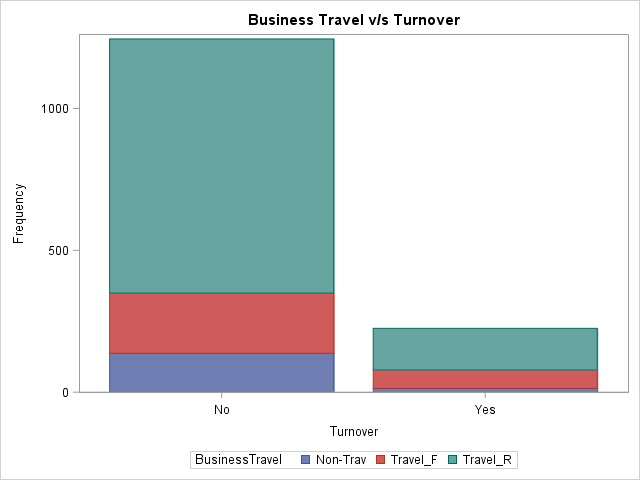 Business Travel v/s Turnover
1000
500
0
Frequency
No
Yes
Turnover
BusinessTravel Non-Trav Travel_F Travel_R